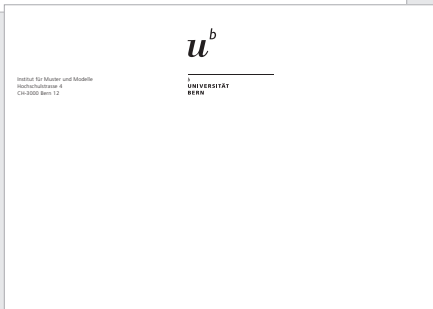 u b
Institut für Muster und Modelle
Hochschulstrasse 4
CH-3000 Bern 12
b
UNIVERSITÄT
BERN